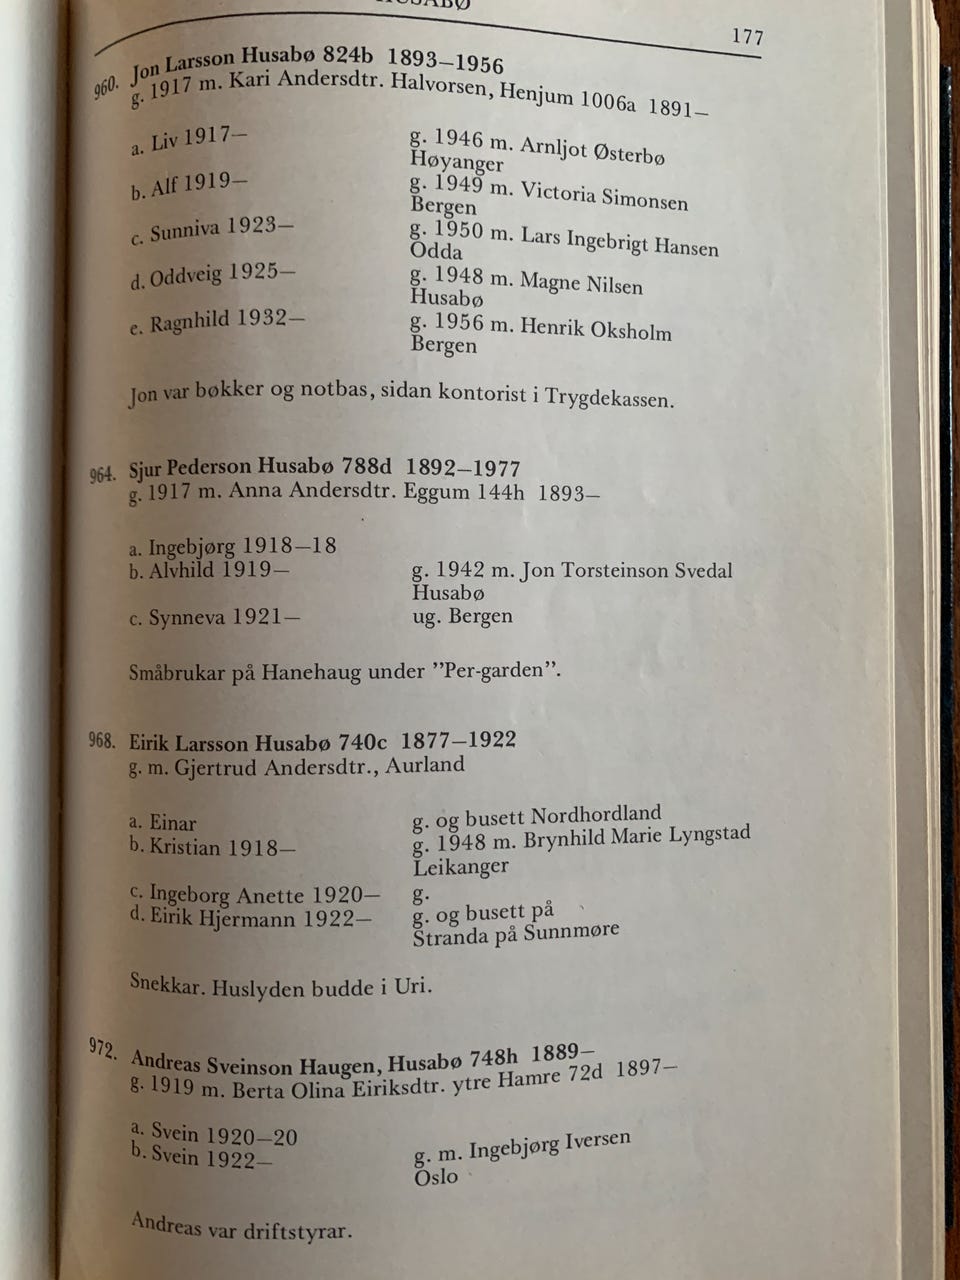 HUSABØ
177
960. Jon Larsson Husabø 824b 1893—1956
g. 1917 m. Kari Andersdtr. Halvorsen, Henjum 1006a 1891—
a. Liv 1917— g. 1946 m. Arnljot Østerbø
Høyanger
b. Alf 1919— g. 1949 m. Victoria Simonsen
Bergen
c. Sunniva 1923— g. 1950 m. Lars Ingebrigt Hansen
Odda
d. Oddveig 1925— g. 1948 m. Magne Nilsen
Husabø
e. Ragnhild 1932— g. 1956 m. Henrik Oksholm
Bergen
Jon var bøkker og notbas, sidan kontorist i Trygdekassen.
964. Sjur Pederson Husabø 788d 1892—1977
g. 1917 m. Anna Andersdtr. Eggum 144h 1893—
a. Ingebjørg 1918—18
b. Alvhild 1919— g. 1942 m. Jon Torsteinson Svedal
Husabø
c. Synneva 1921— ug. Bergen
Småbrukar på Hanehaug under ”Per-garden”.
968. Eirik Larsson Husabø 740c 1877—1922
g. m. Gjertrud Andersdtr., Aurland
a. Einar g. og busett Nordhordland
b. Kristian 1918— g. 1948 m. Brynhild Marie Lyngstad
Leikanger
c. Ingeborg Anette 1920— g.
d. Eirik Hjermann 1922— g. og busett på
Stranda på Sunnmøre
Snekkar. Huslyden budde i Uri.
972. Andreas Sveinson Haugen, Husabø 748h 1889—
g. 1919 m. Berta Olina Eiriksdtr. ytre Hamre 72d 1897—
a. Svein 1920—20
b. Svein 1922— g. m. Ingebjørg Iversen
Oslo
Andreas var driftstyrar.